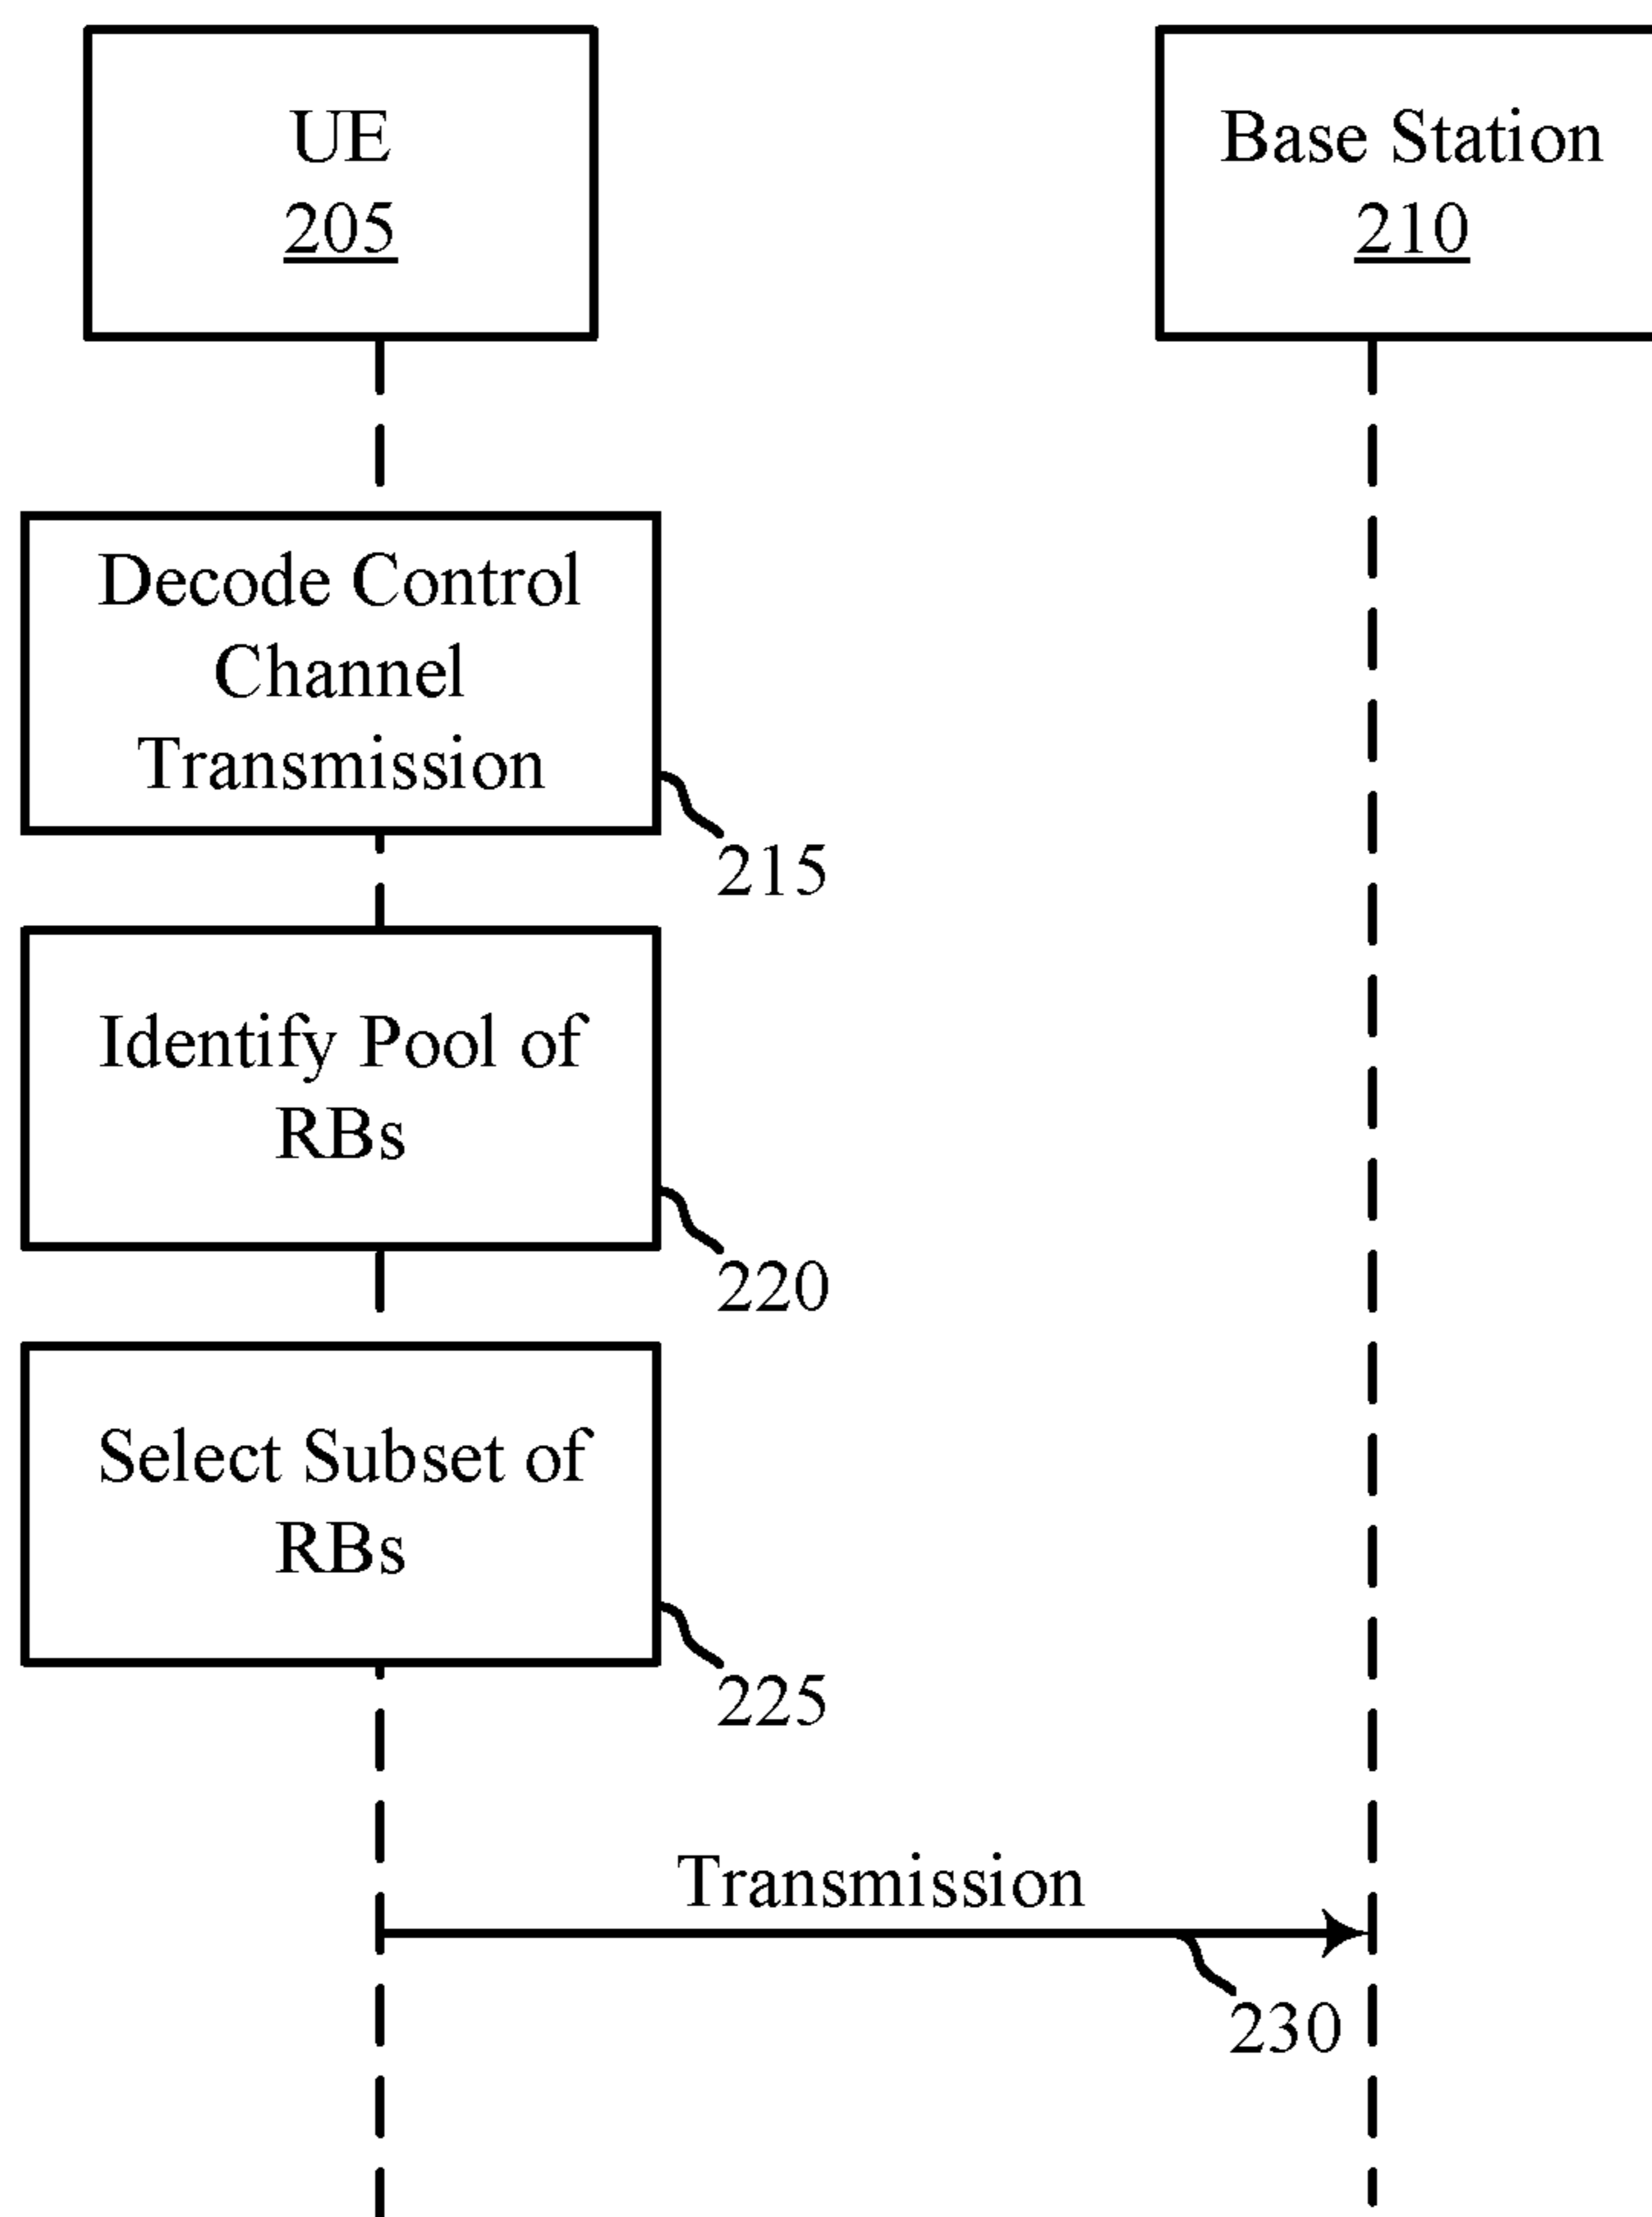 UE
205
Base Station
210
Decode Control
Channel
Transmission
215
Identify Pool of
RBs
220
Select Subset of
RBs
225
Transmission
230